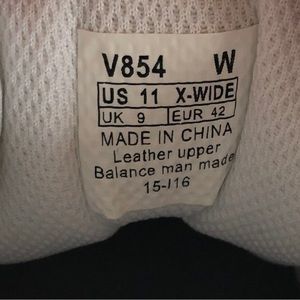 V854 W
US 11 X-WIDE
UK 9 EUR 42
MADE IN CHINA
Leather upper
Balance man made
15-I16